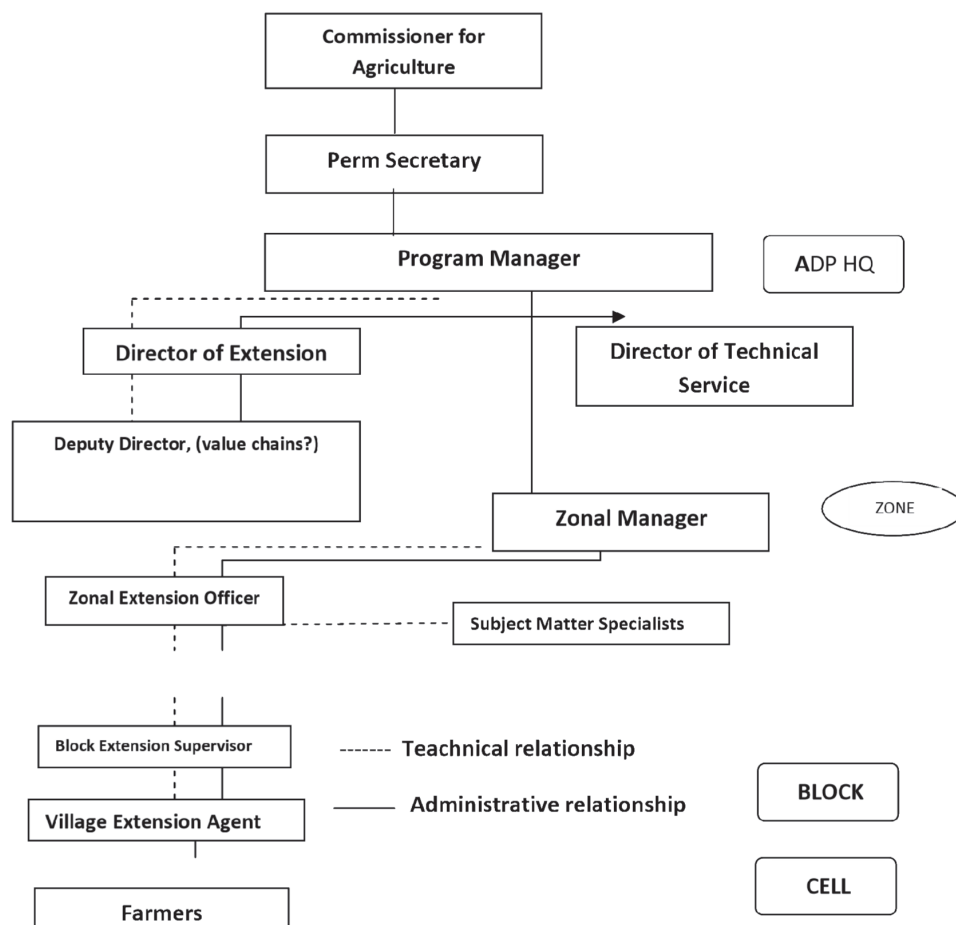 Commissioner for
Agriculture
Perm Secretary
Program Manager
ADP HQ
Director of Extension
Director of Technical
Service
Deputy Director, (value chains?)
Zonal Manager
ZONE
Zonal Extension Officer
Subject Matter Specialists
Block Extension Supervisor
Teachnical relationship
Administrative relationship
BLOCK
Village Extension Agent
CELL
Farmers